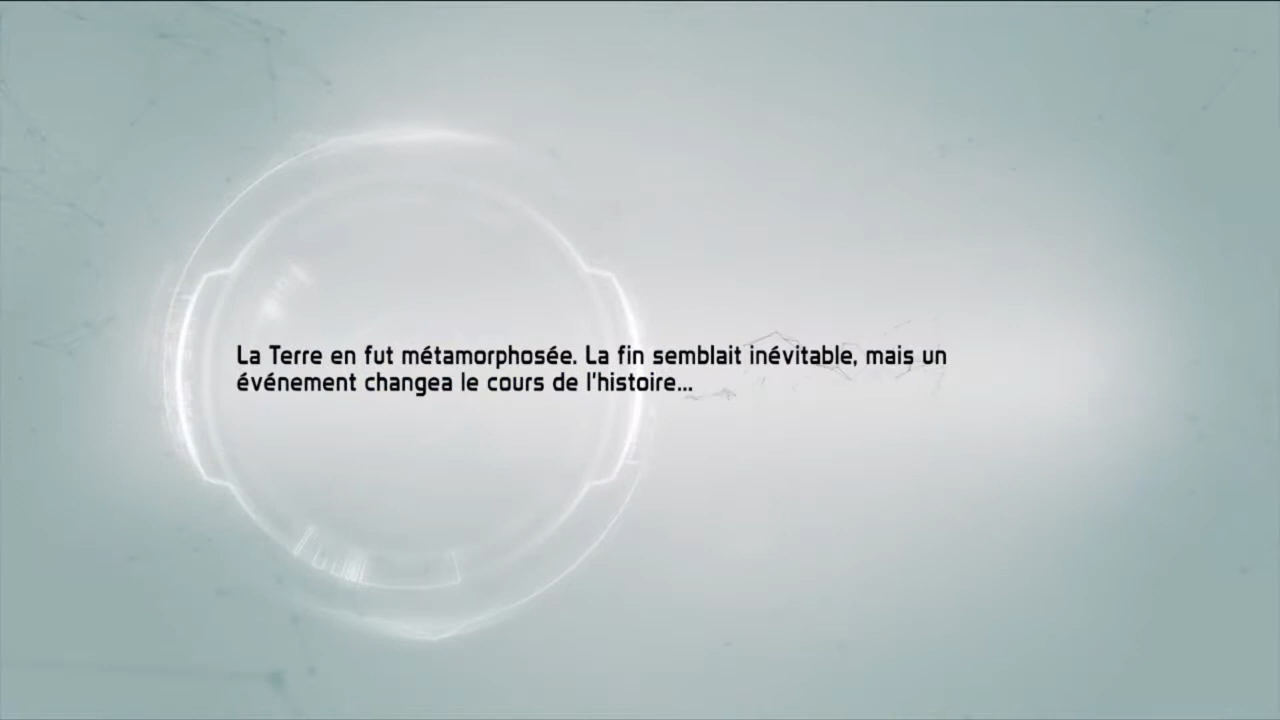 La Terre en fut métamorphosée. La fin semblait inévitable, mais un
événement changea le cours de l'histoire...